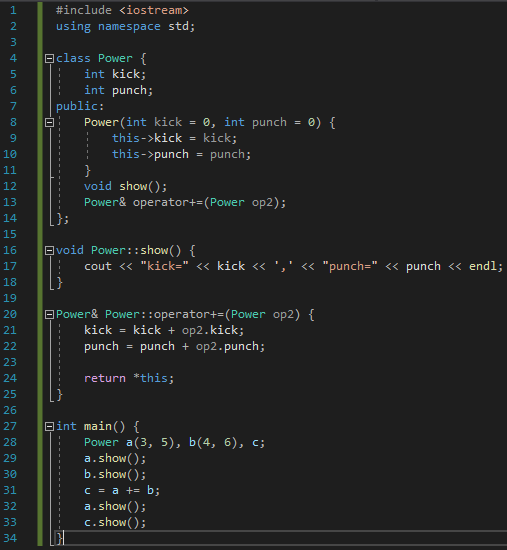 1 #include <iostream>
2 using namespace std;
3
4 class Power {
5 int kick;
6 int punch;
7 public:
8 Power(int kick = 0, int punch = 0) {
9 this->kick = kick;
10 this->punch = punch;
11 }
12 void show();
13 Power& operator+=(Power op2);
14 };
15
16 void Power::show() {
17 cout << "kick=" << kick << ',' << "punch=" << punch << endl;
18 }
19
20 Power& Power::operator+=(Power op2) {
21 kick = kick + op2.kick;
22 punch = punch + op2.punch;
23
24 return *this;
25 }
26
27 int main() {
28 Power a(3, 5), b(4, 6), c;
29 a.show();
30 b.show();
31 c = a += b;
32 a.show();
33 c.show();
34 }